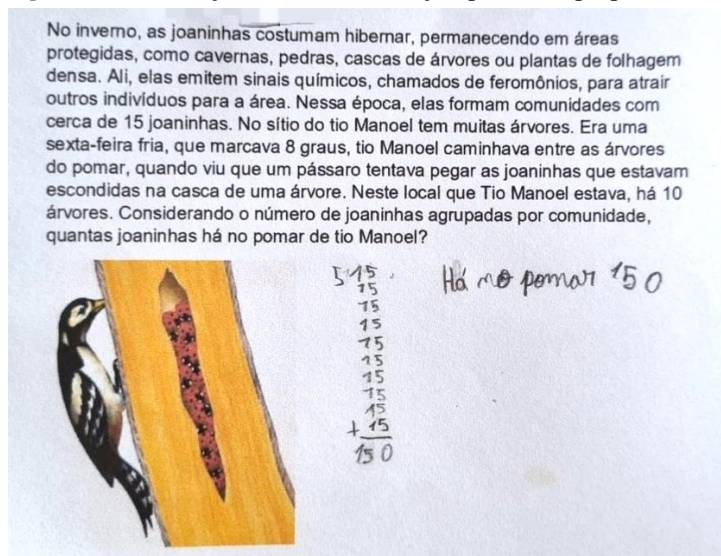 No inverno, as joaninhas costumam hibernar, permanecendo em áreas
protegidas, como cavernas, pedras, cascas de árvores ou plantas de folhagem
densa. Ali, elas emitem sinais químicos, chamados de feromônios, para atrair
outros indivíduos para a área. Nessa época, elas formam comunidades com
cerca de 15 joaninhas. No sítio do tio Manoel tem muitas árvores. Era uma
sexta-feira fria, que marcava 8 graus, tio Manoel caminhava entre as árvores
do pomar, quando viu que um pássaro tentava pegar as joaninhas que estavam
escondidas na casca de uma árvore. Neste local que Tio Manoel estava, há 10
árvores. Considerando o número de joaninhas agrupadas por comunidade,
quantas joaninhas há no pomar de tio Manoel?
5 15
15
15
15
15
15
15
15
15
+ 15
150
Há no pomar 150